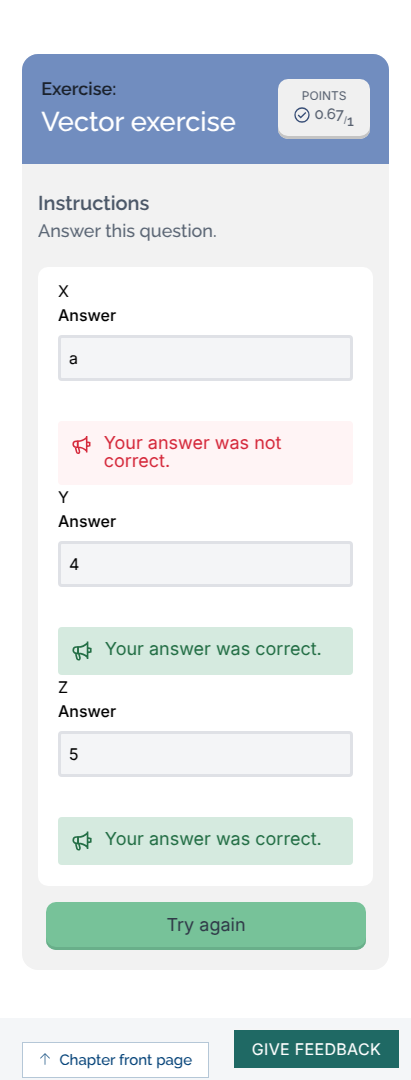 Exercise:
Vector exercise
POINTS
0.67/1
Instructions
Answer this question.
X
Answer
a
Your answer was not
correct.
Y
Answer
4
Your answer was correct.
Z
Answer
5
Your answer was correct.
Try again
↑ Chapter front page
GIVE FEEDBACK